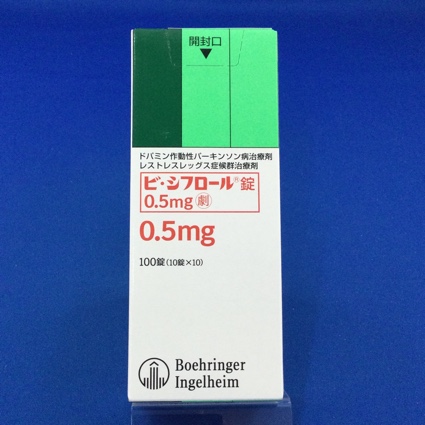 開封口
ドパミン作動性パーキンソン病治療剤
レストレスレッグス症候群治療剤
ビ・シフロール®錠
0.5mg 劇
0.5mg
100錠(10錠×10)
Boehringer
Ingelheim